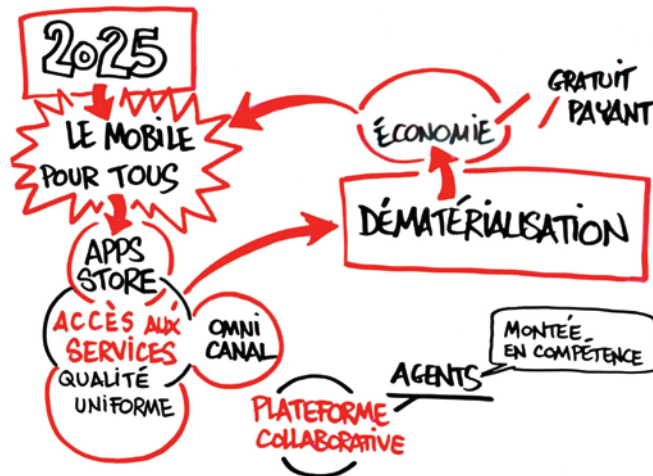 2025
LE MOBILE
POUR TOUS
APPS
STORE
ACCÈS AUX
SERVICES
QUALITÉ
UNIFORME
OMNI
CANAL
DÉMATÉRIALISATION
ÉCONOMIE
GRATUIT
PAYANT
PLATEFORME
COLLABORATIVE
AGENTS
MONTÉE
EN COMPÉTENCE